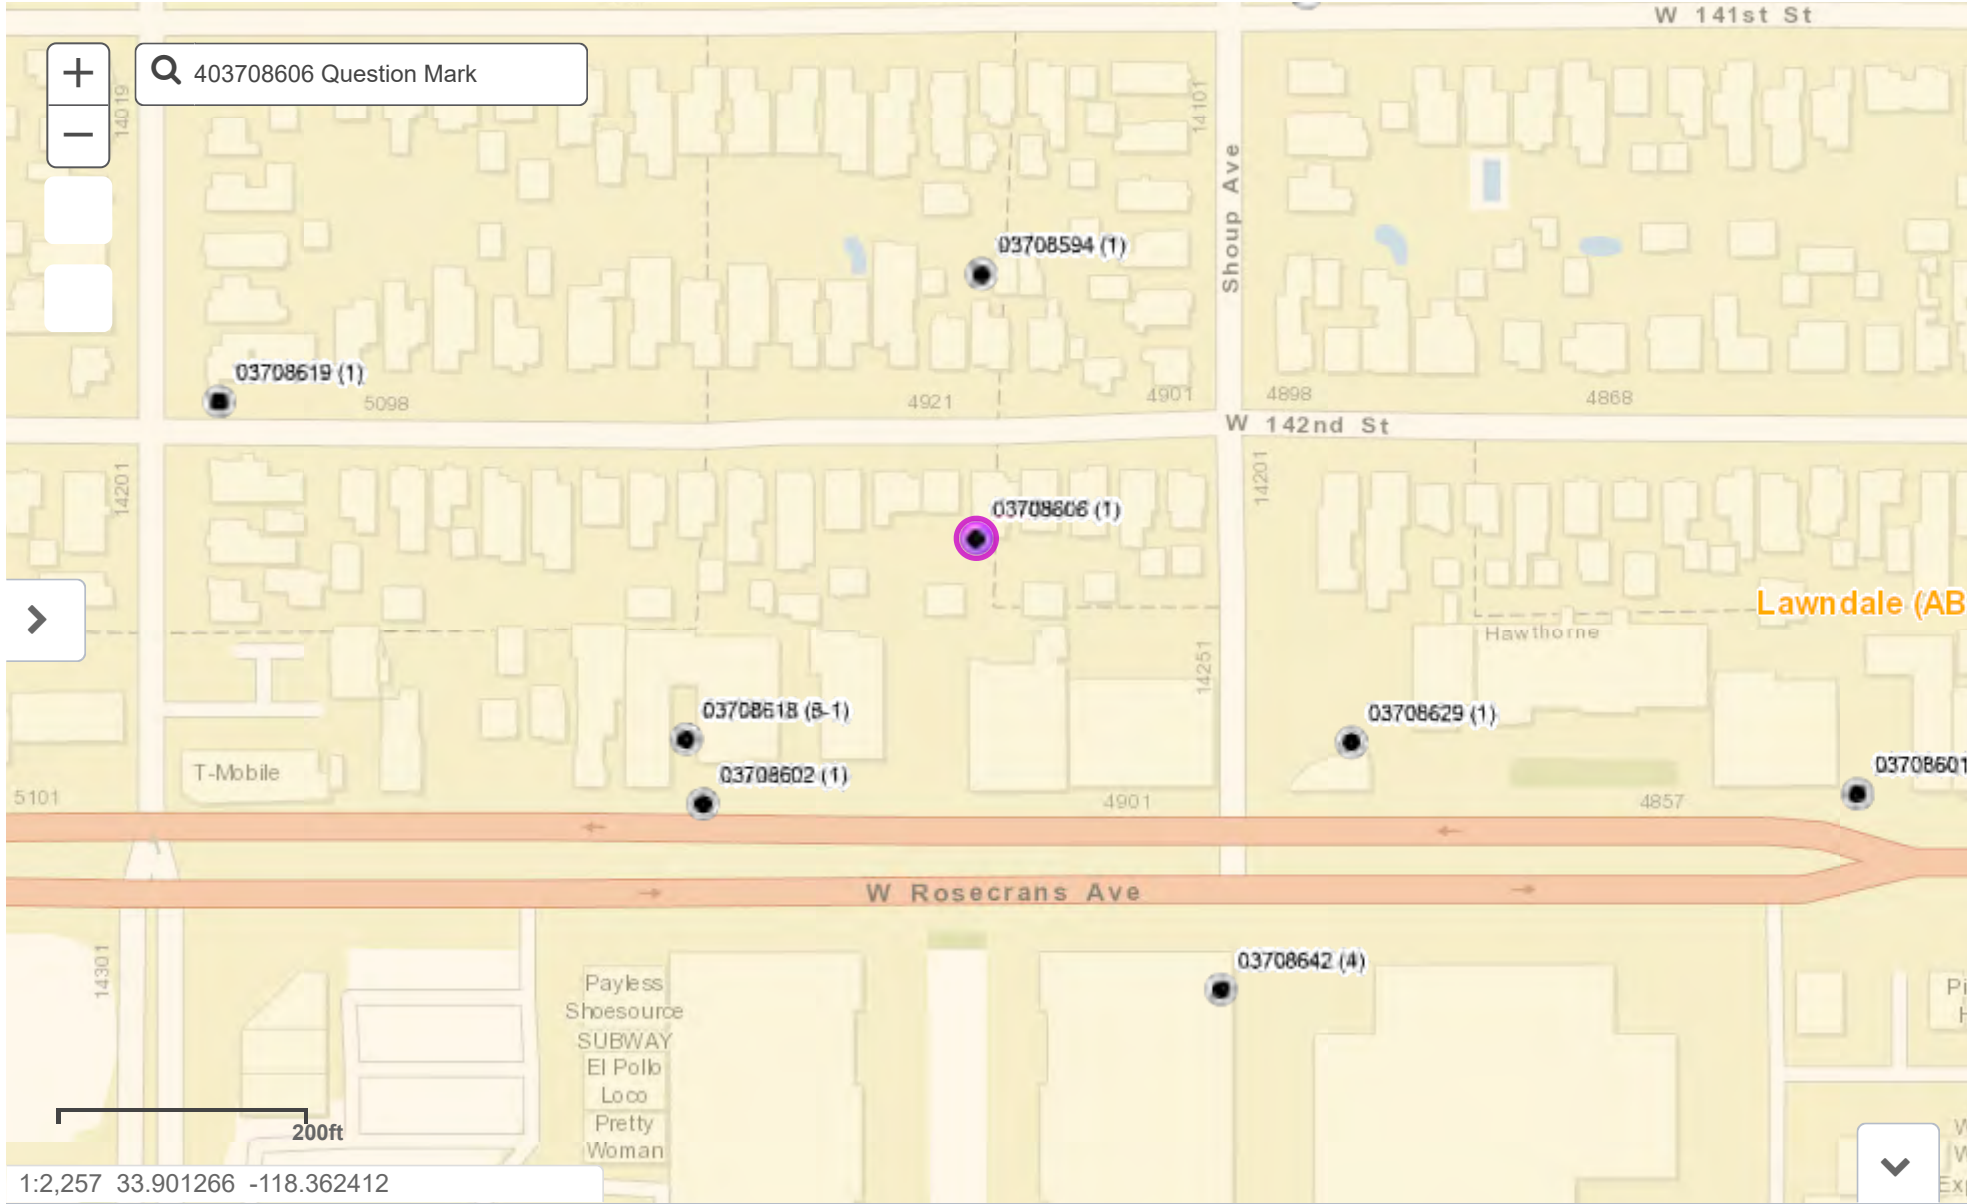 W 141st St
403708606 Question Mark
14019
14101
Shoup Ave
03708594 (1)
03708619 (1)
5098
4921
4901
4898
4868
W 142nd St
14201
14201
03708606 (1)
Lawndale (AB
Hawthorne
14251
03708618 (8-1)
03708629 (1)
T-Mobile
03708602 (1)
03708601
5101
4901
4857
W Rosecrans Ave
14301
03708642 (4)
Payless
Shoesource
SUBWAY
El Pollo
Loco
Pretty
Woman
200ft
1:2,257 33.901266 -118.362412